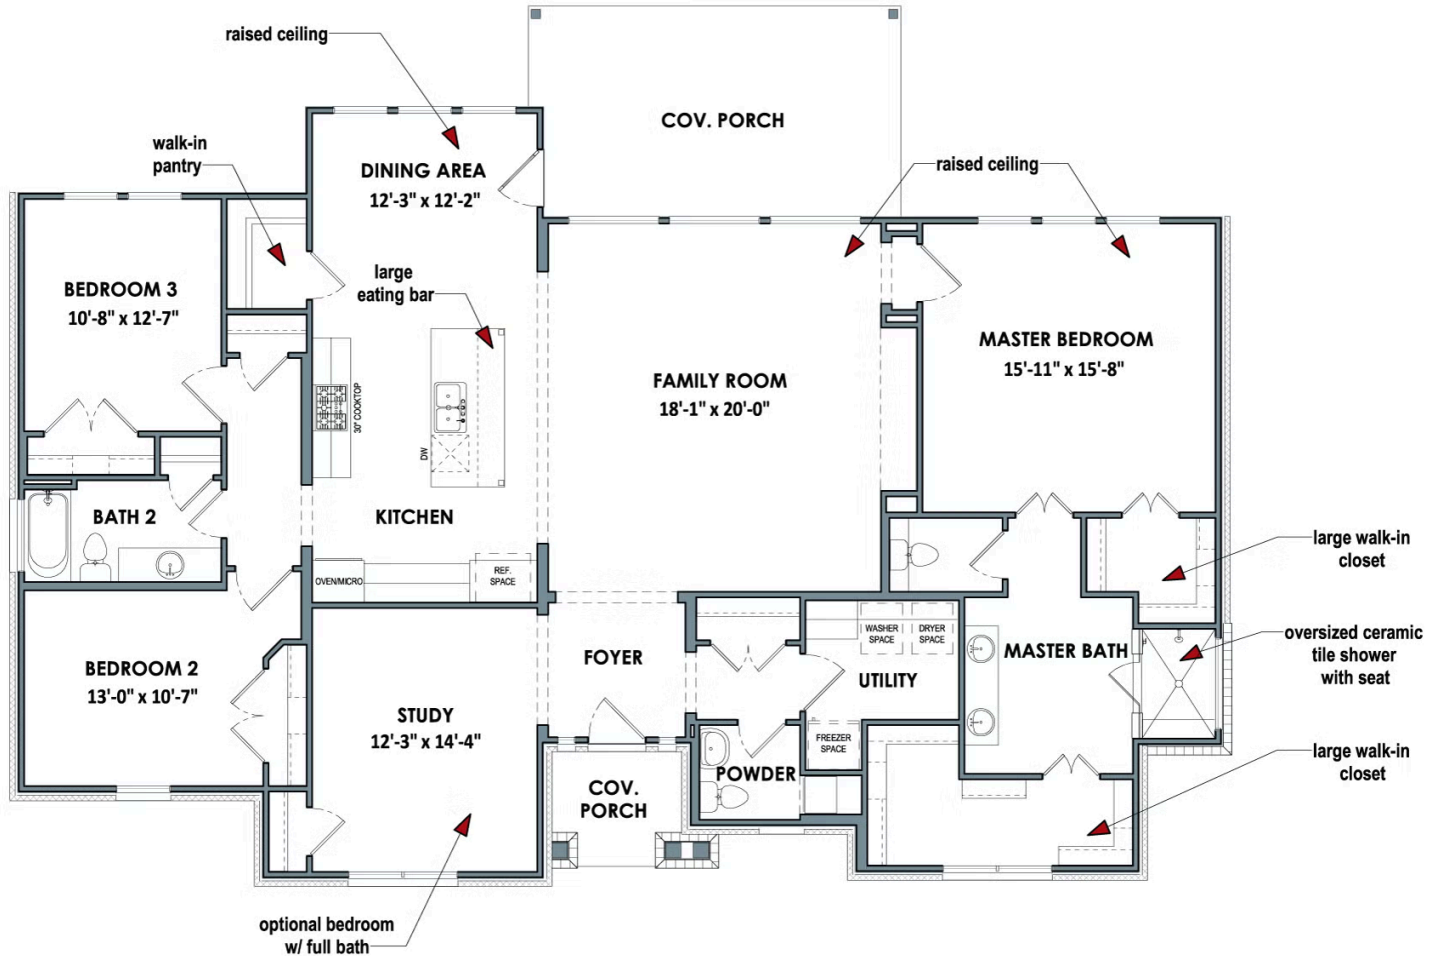 raised ceiling
COV. PORCH
walk-in
pantry
DINING AREA
12'-3" x 12'-2"
raised ceiling
large
eating bar
BEDROOM 3
10'-8" x 12'-7"
MASTER BEDROOM
15'-11" x 15'-8"
FAMILY ROOM
18'-1" x 20'-0"
30" COOKTOP
DW
BATH 2
KITCHEN
large walk-in
closet
OVEN/MICRO
REF.
SPACE
WASHER
SPACE
DRYER
SPACE
oversized ceramic
tile shower
with seat
FOYER
MASTER BATH
BEDROOM 2
13'-0" x 10'-7"
UTILITY
STUDY
12'-3" x 14'-4"
FREEZER
SPACE
large walk-in
closet
POWDER
COV.
PORCH
optional bedroom
w/ full bath